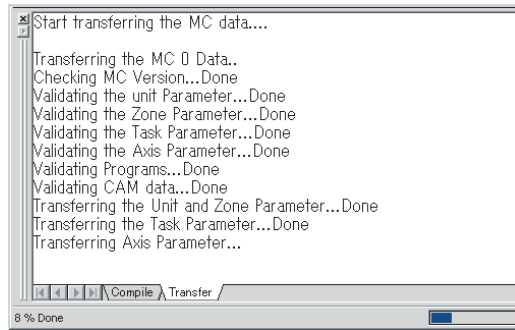 Start transferring the MC data....
Transferring the MC 0 Data..
Checking MC Version...Done
Validating the unit Parameter...Done
Validating the Zone Parameter...Done
Validating the Task Parameter...Done
Validating the Axis Parameter...Done
Validating Programs...Done
Validating CAM data...Done
Transferring the Unit and Zone Parameter...Done
Transferring the Task Parameter...Done
Transferring Axis Parameter...
Compile Transfer
8 % Done